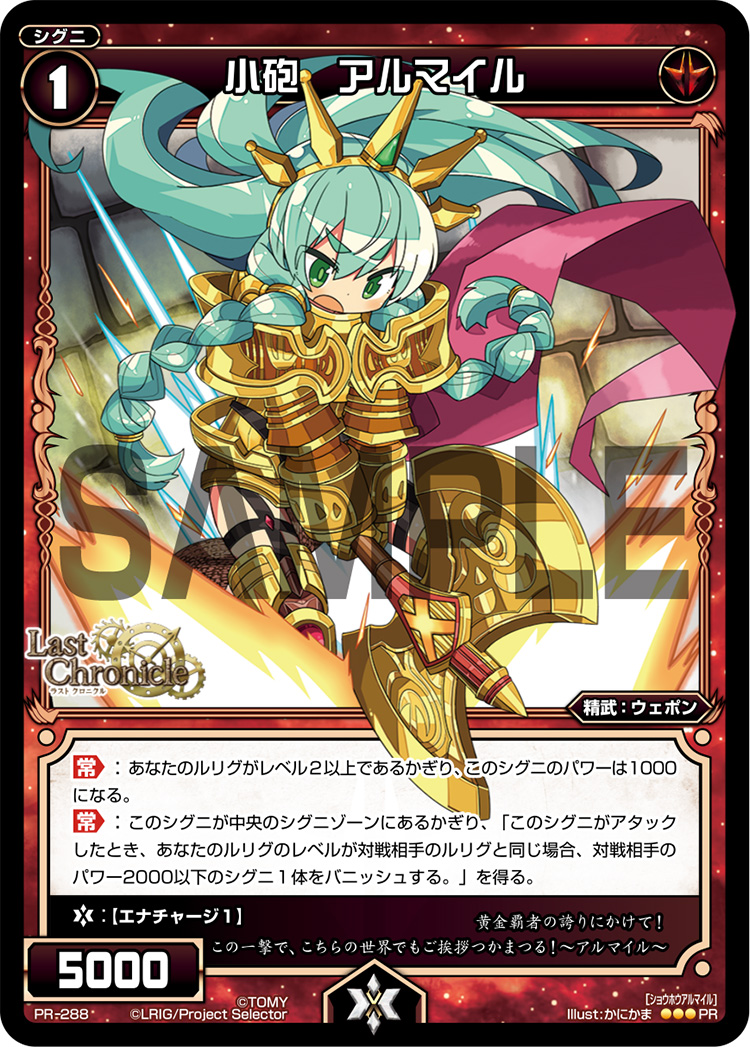 シグニ
1
小砲 アルマイル
SAMPLE
Last
Chronicle
ラスト クロニクル
精武：ウェポン
常：あなたのルリグがレベル２以上であるかぎり、このシグニのパワーは1000
になる。
常：このシグニが中央のシグニゾーンにあるかぎり、「このシグニがアタック
したとき、あなたのルリグのレベルが対戦相手のルリグと同じ場合、対戦相手の
パワー2000以下のシグニ１体をバニッシュする。」を得る。
：【エナチャージ１】
黄金覇者の誇りにかけて！
この一撃で、こちらの世界でもご挨拶つかまつる！～アルマイル～
5000
©TOMY
[ショウホウアルマイル]
PR-288
©LRIG/Project Selector
Illust:かにかま
PR